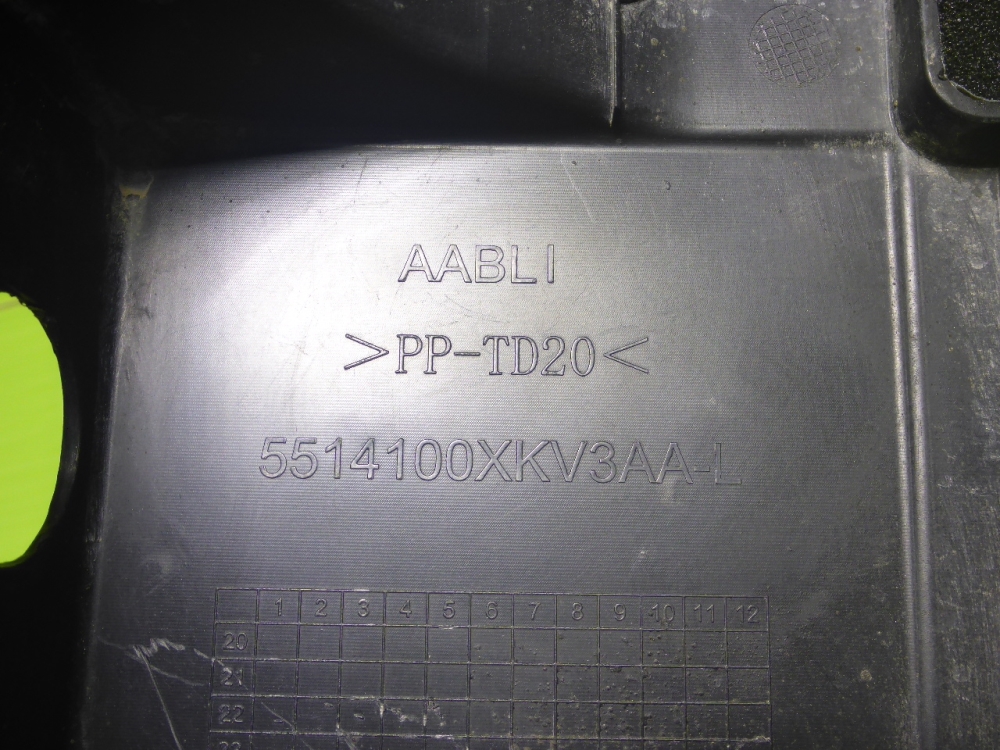 AABLI
>PP-TD20<
5514100XKV3AA-L
1 2 3 4 5 6 7 8 9 10 11 12
20
21
22